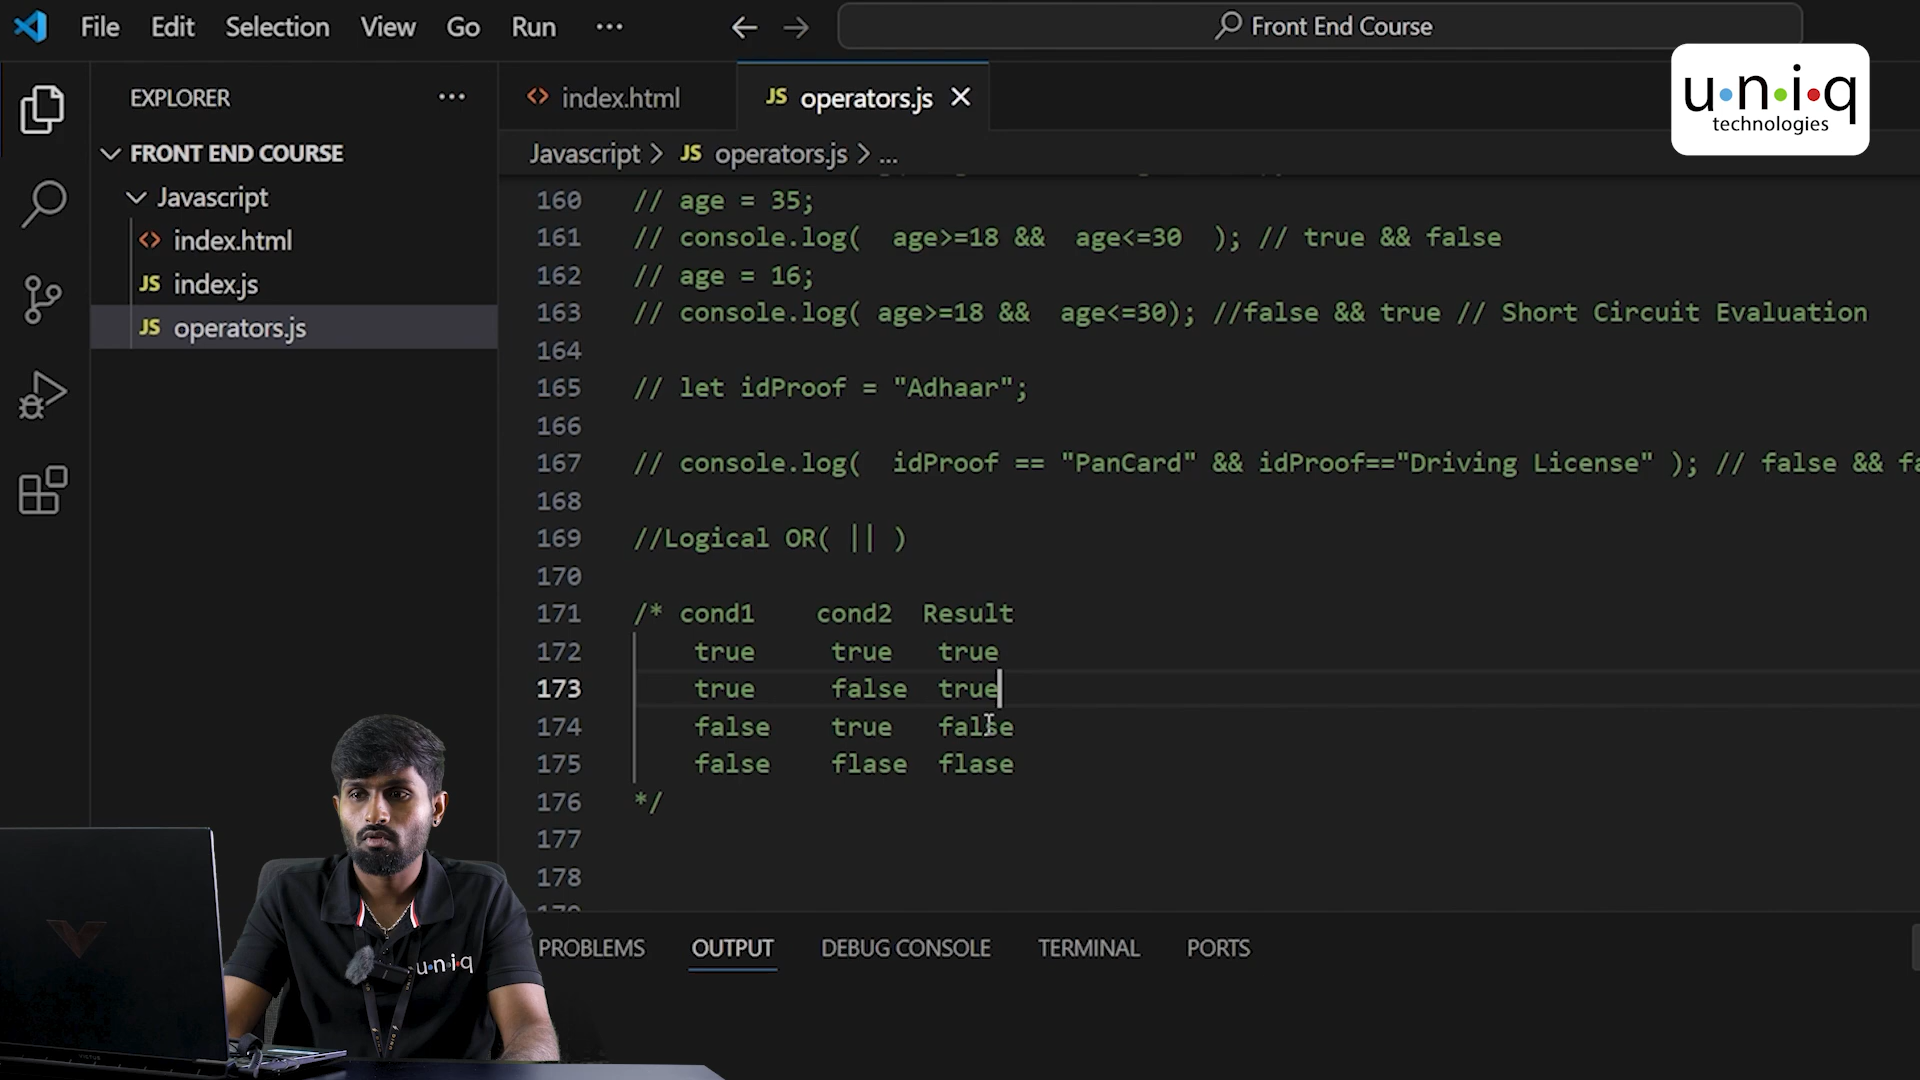 File Edit Selection View Go Run ...
Front End Course
u·n·i·q
technologies
EXPLORER
index.html
JS operators.js
FRONT END COURSE
Javascript > JS operators.js > ...
Javascript
index.html
JS index.js
JS operators.js
160 // age = 35;
161 // console.log(  age>=18 &&  age<=30  ); // true && false
162 // age = 16;
163 // console.log( age>=18 &&  age<=30); //false && true // Short Circuit Evaluation
164
165 // let idProof = "Adhaar";
166
167 // console.log(  idProof == "PanCard" && idProof=="Driving License" ); // false &&
168
169 //Logical OR( || )
170
171 /* cond1    cond2  Result
172 true     true   true
173 true     false  true
174 false    true   false
175 false    flase  flase
176 */
177
178
PROBLEMS OUTPUT DEBUG CONSOLE TERMINAL PORTS
u·n·i·q